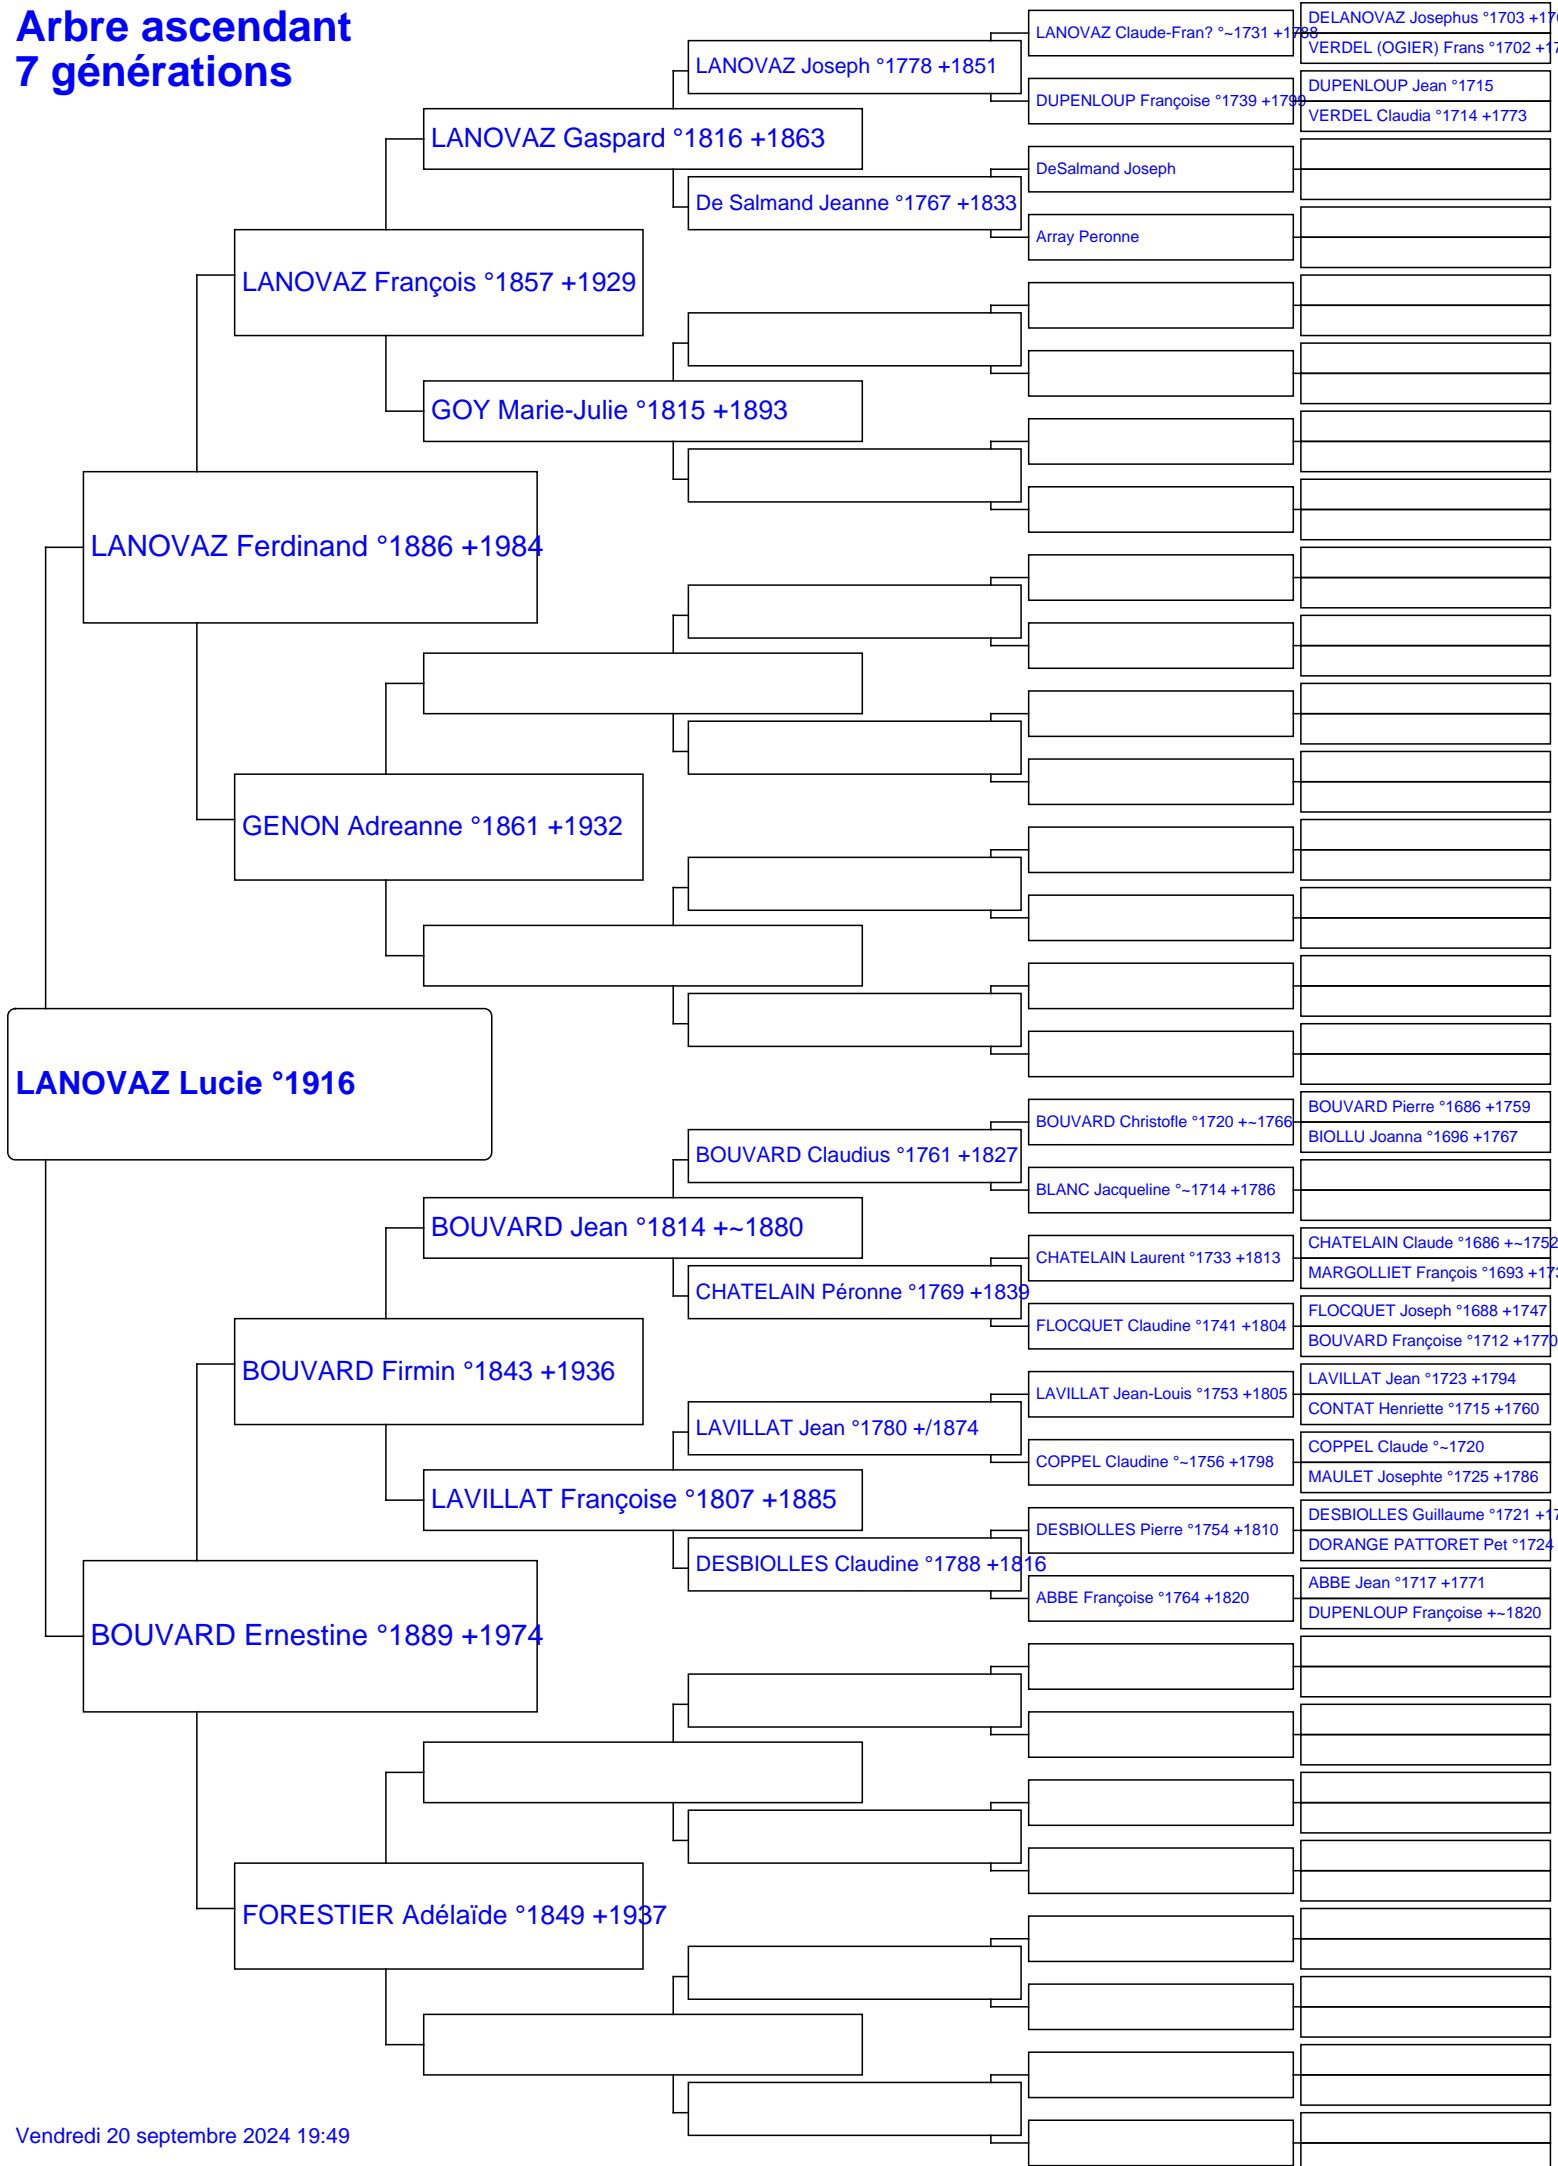 Arbre ascendant
7 générations
LANOVAZ Lucie °1916
LANOVAZ Ferdinand °1886 +1984
BOUVARD Ernestine °1889 +1974
LANOVAZ François °1857 +1929
GENON Adreanne °1861 +1932
BOUVARD Firmin °1843 +1936
FORESTIER Adélaïde °1849 +1937
LANOVAZ Gaspard °1816 +1863
GOY Marie-Julie °1815 +1893
BOUVARD Jean °1814 +~1880
LAVILLAT Françoise °1807 +1885
LANOVAZ Joseph °1778 +1851
De Salmand Jeanne °1767 +1833
BOUVARD Claudius °1761 +1827
CHATELAIN Péronne °1769 +1839
LAVILLAT Jean °1780 +/1874
DESBIOLLES Claudine °1788 +1816
LANOVAZ Claude-Fran? °~1731 +1788
DUPENLOUP Françoise °1739 +1799
DeSalmand Joseph
Array Peronne
BOUVARD Christofle °1720 +~1766
BLANC Jacqueline °~1714 +1786
CHATELAIN Laurent °1733 +1813
FLOCQUET Claudine °1741 +1804
LAVILLAT Jean-Louis °1753 +1805
COPPEL Claudine °~1756 +1798
DESBIOLLES Pierre °1754 +1810
ABBE Françoise °1764 +1820
DELANOVAZ Josephus °1703
VERDEL (OGIER) Frans °1702
DUPENLOUP Jean °1715
VERDEL Claudia °1714 +1773
BOUVARD Pierre °1686 +1759
BIOLLU Joanna °1696 +1767
CHATELAIN Claude °1686 +~1752
MARGOLLIET François °1693
FLOCQUET Joseph °1688 +1747
BOUVARD Françoise °1712 +1770
LAVILLAT Jean °1723 +1794
CONTAT Henriette °1715 +1760
COPPEL Claude °~1720
MAULET Josephte °1725 +1786
DESBIOLLES Guillaume °1721
DORANGE PATTORET Pet °1724
ABBE Jean °1717 +1771
DUPENLOUP Françoise +~1820
Vendredi 20 septembre 2024 19:49